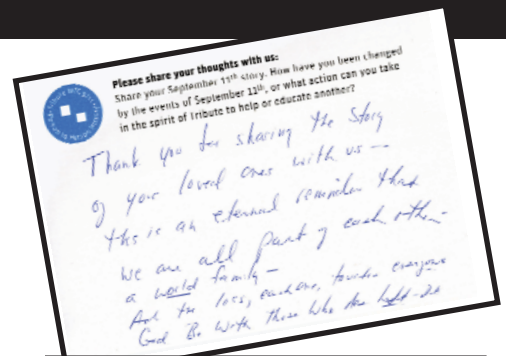 Please share your thoughts with us:
Share your September 11th story. How have you been changed
by the events of September 11th, or what action can you take
in the spirit of Tribute to help or educate another?
Thank you for sharing the Story
of your loved ones with us —
this is an eternal reminder that
we are all part of each other —
a world family —
And the loss, each one, touches everyone
God Be with those who are left